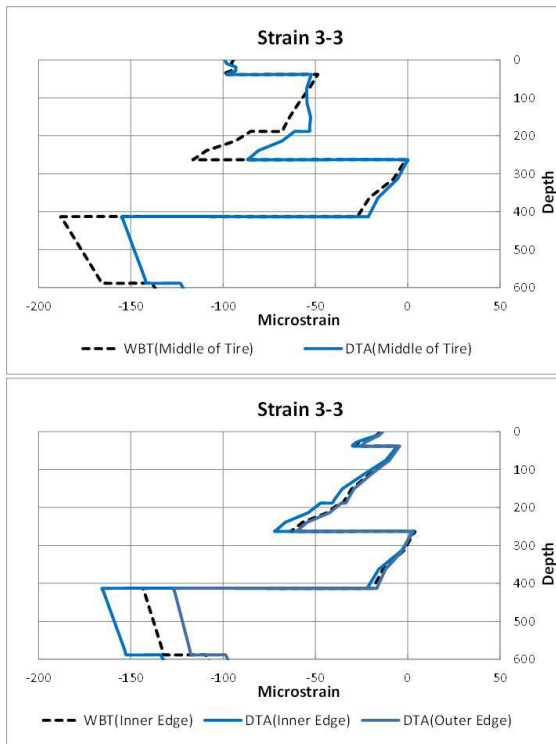 Strain 3-3
0
100
200
300
400
500
600
Depth
-200 -150 -100 -50 0 50
Microstrain
WBT(Middle of Tire) DTA(Middle of Tire)
Strain 3-3
0
100
200
300
400
500
600
Depth
-200 -150 -100 -50 0 50
Microstrain
WBT(Inner Edge) DTA(Inner Edge) DTA(Outer Edge)